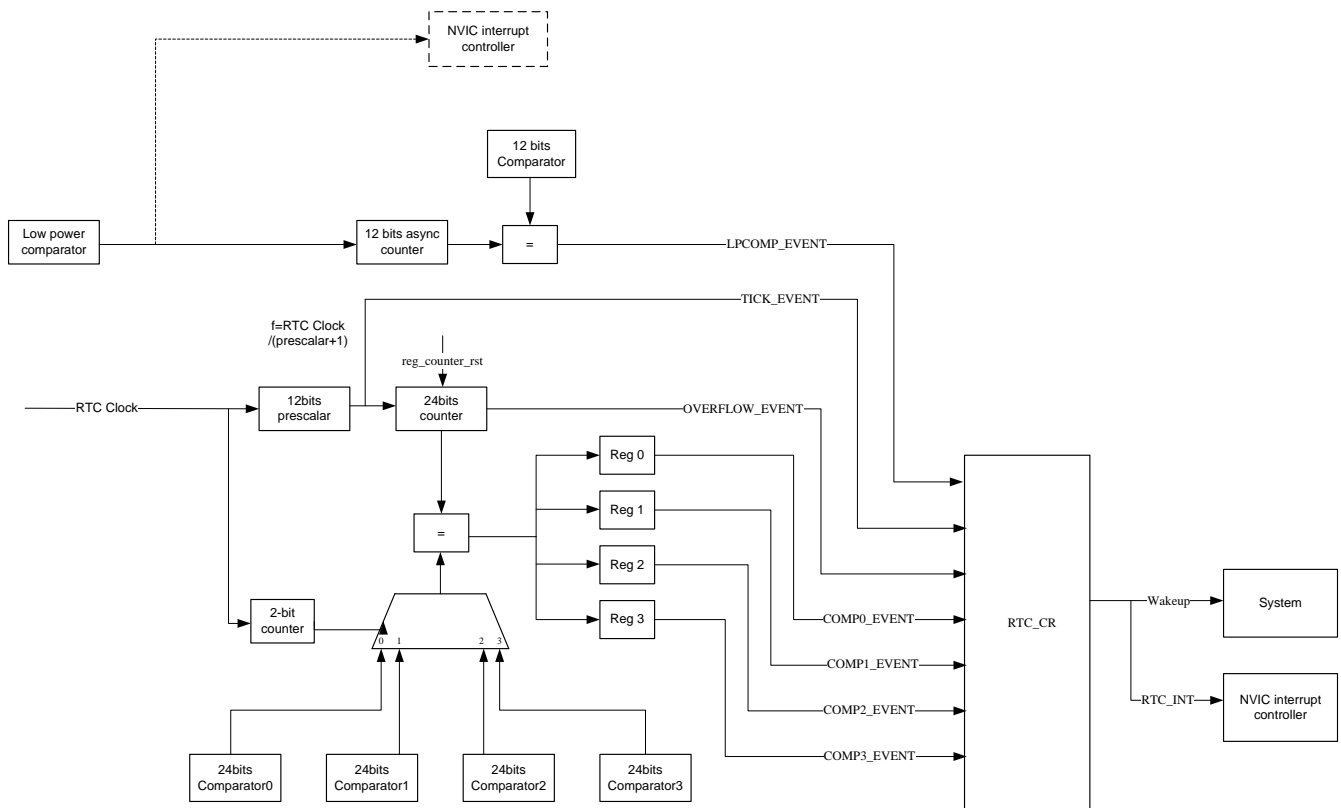 NVIC interrupt
controller
12 bits
Comparator
Low power
comparator
12 bits async
counter
=
LPCOMP_EVENT
TICK_EVENT
f=RTC Clock
/(prescalar+1)
reg_counter_rst
RTC Clock
12bits
prescalar
24bits
counter
OVERFLOW_EVENT
Reg 0
Reg 1
=
Reg 2
Reg 3
2-bit
counter
0
1
2
3
COMP0_EVENT
COMP1_EVENT
COMP2_EVENT
COMP3_EVENT
RTC_CR
Wakeup
System
RTC_INT
NVIC interrupt
controller
24bits
Comparator0
24bits
Comparator1
24bits
Comparator2
24bits
Comparator3